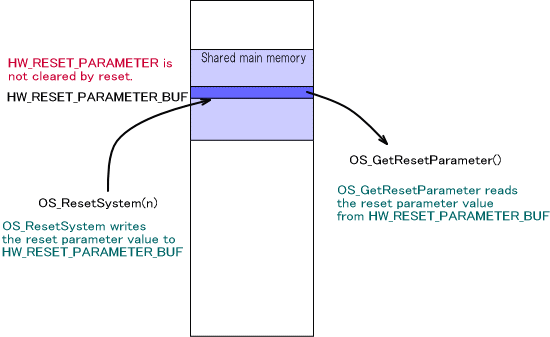 Shared main memory
HW_RESET_PARAMETER is
not cleared by reset.
HW_RESET_PARAMETER_BUF
OS_GetResetParameter()
OS_GetResetParameter reads
the reset parameter value
from HW_RESET_PARAMETER_BUF
OS_ResetSystem(n)
OS_ResetSystem writes
the reset parameter value to
HW_RESET_PARAMETER_BUF